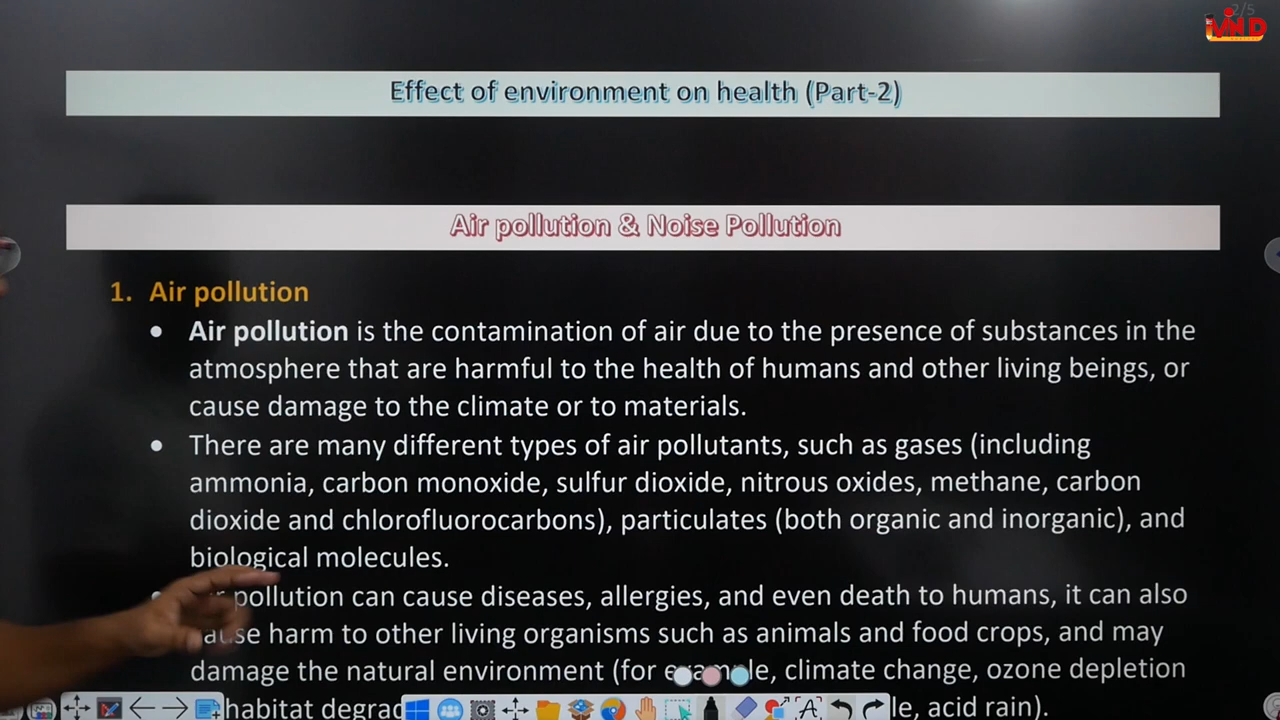 2/5
Effect of environment on health (Part-2)
Air pollution & Noise Pollution
1. Air pollution
• Air pollution is the contamination of air due to the presence of substances in the
atmosphere that are harmful to the health of humans and other living beings, or
cause damage to the climate or to materials.
• There are many different types of air pollutants, such as gases (including
ammonia, carbon monoxide, sulfur dioxide, nitrous oxides, methane, carbon
dioxide and chlorofluorocarbons), particulates (both organic and inorganic), and
biological molecules.
pollution can cause diseases, allergies, and even death to humans, it can also
cause harm to other living organisms such as animals and food crops, and may
damage the natural environment (for example, climate change, ozone depletion
habitat acid rain).